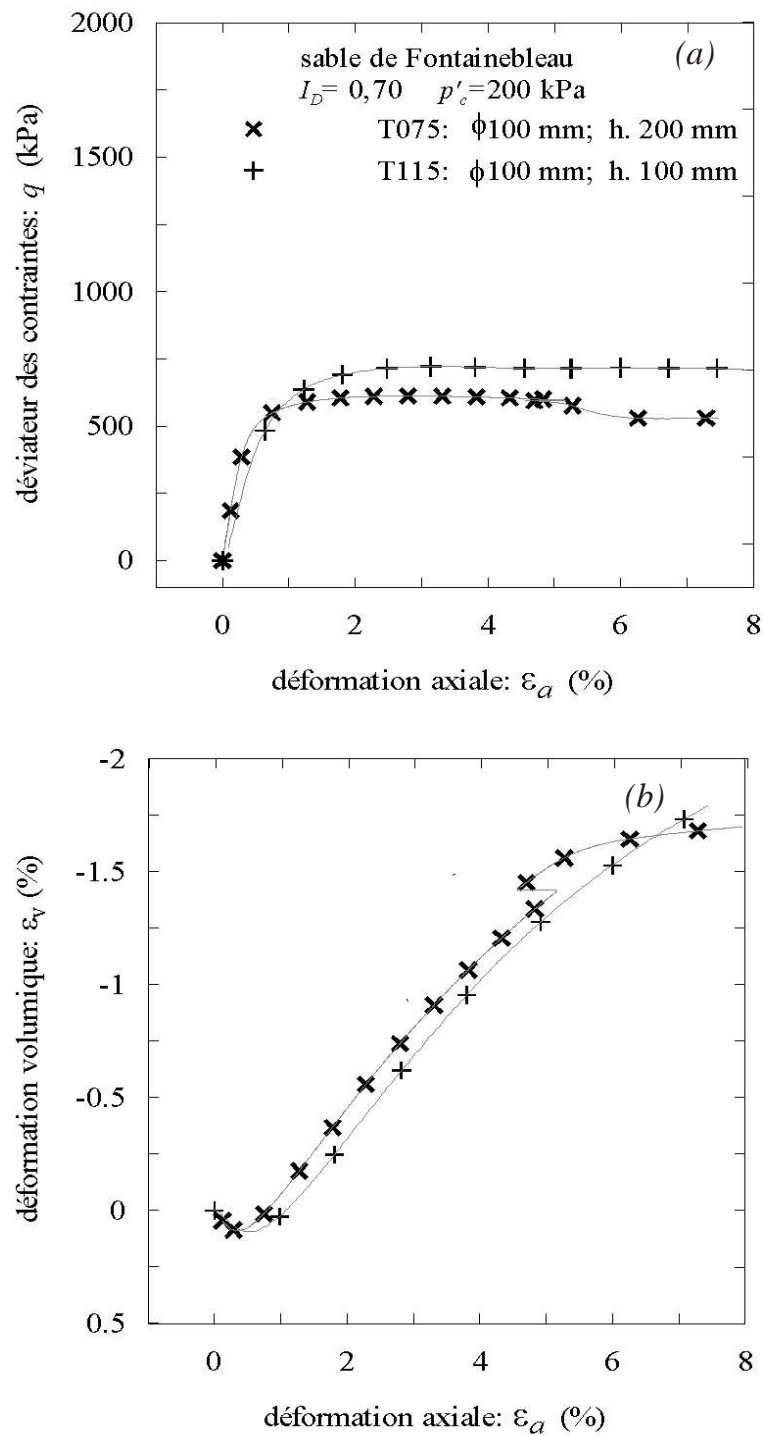 2000
sable de Fontainebleau (a)
I_D= 0,70 p'_c=200 kPa
T075: ϕ100 mm; h. 200 mm
1500
T115: ϕ100 mm; h. 100 mm
déviateur des contraintes: q (kPa)
1000
500
0
0 2 4 6 8
déformation axiale: ε_a (%)
-2
(b)
-1.5
-1
déformation volumique: ε_v (%)
-0.5
0
0.5
0 2 4 6 8
déformation axiale: ε_a (%)